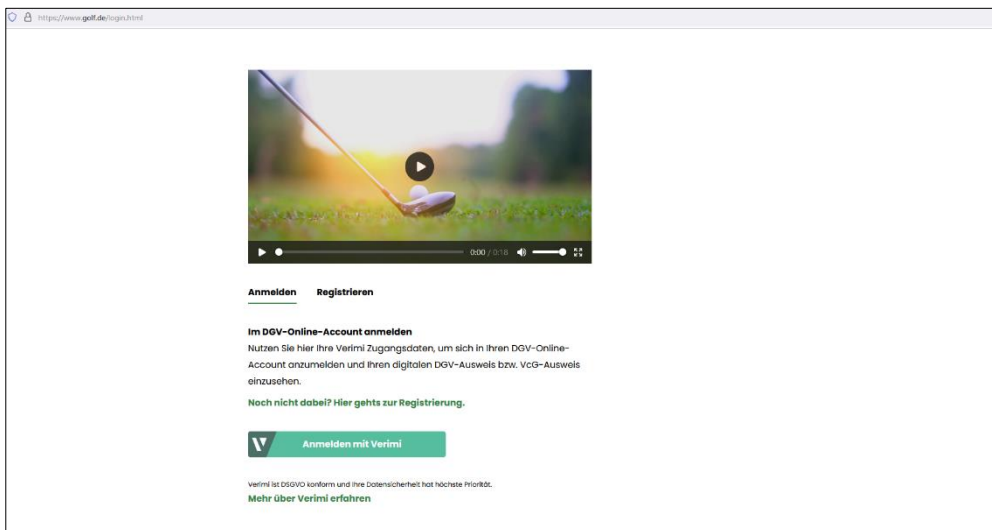 https://www.golf.de/login.html
0:00 / 0:18
Anmelden Registrieren
Im DGV-Online-Account anmelden
Nutzen Sie hier Ihre Verimi Zugangsdaten, um sich in Ihren DGV-Online-
Account anzumelden und Ihren digitalen DGV-Ausweis bzw. VcG-Ausweis
einzusehen.
Noch nicht dabei? Hier gehts zur Registrierung.
Anmelden mit Verimi
Verimi ist DSGVO konform und Ihre Datensicherheit hat höchste Priorität.
Mehr über Verimi erfahren